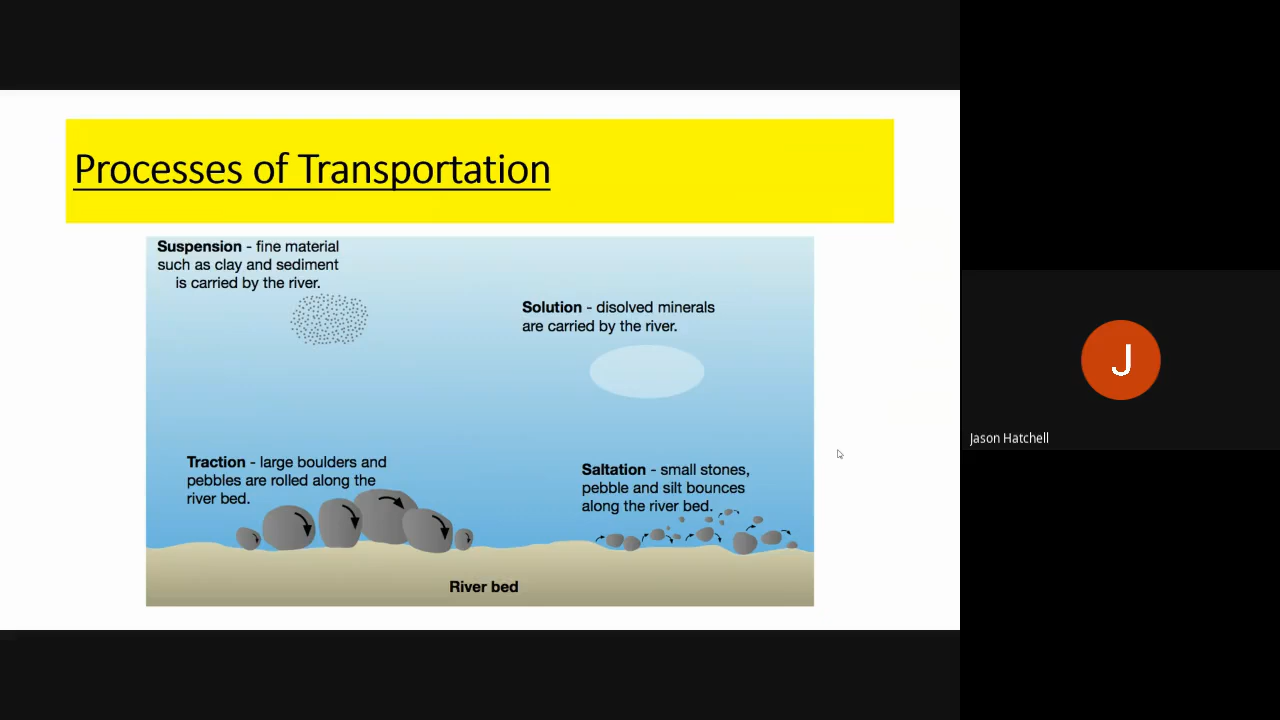 Processes of Transportation
Suspension - fine material
such as clay and sediment
is carried by the river.
Solution - disolved minerals
are carried by the river.
Traction - large boulders and
pebbles are rolled along the
river bed.
Saltation - small stones,
pebble and silt bounces
along the river bed.
River bed
J
Jason Hatchell